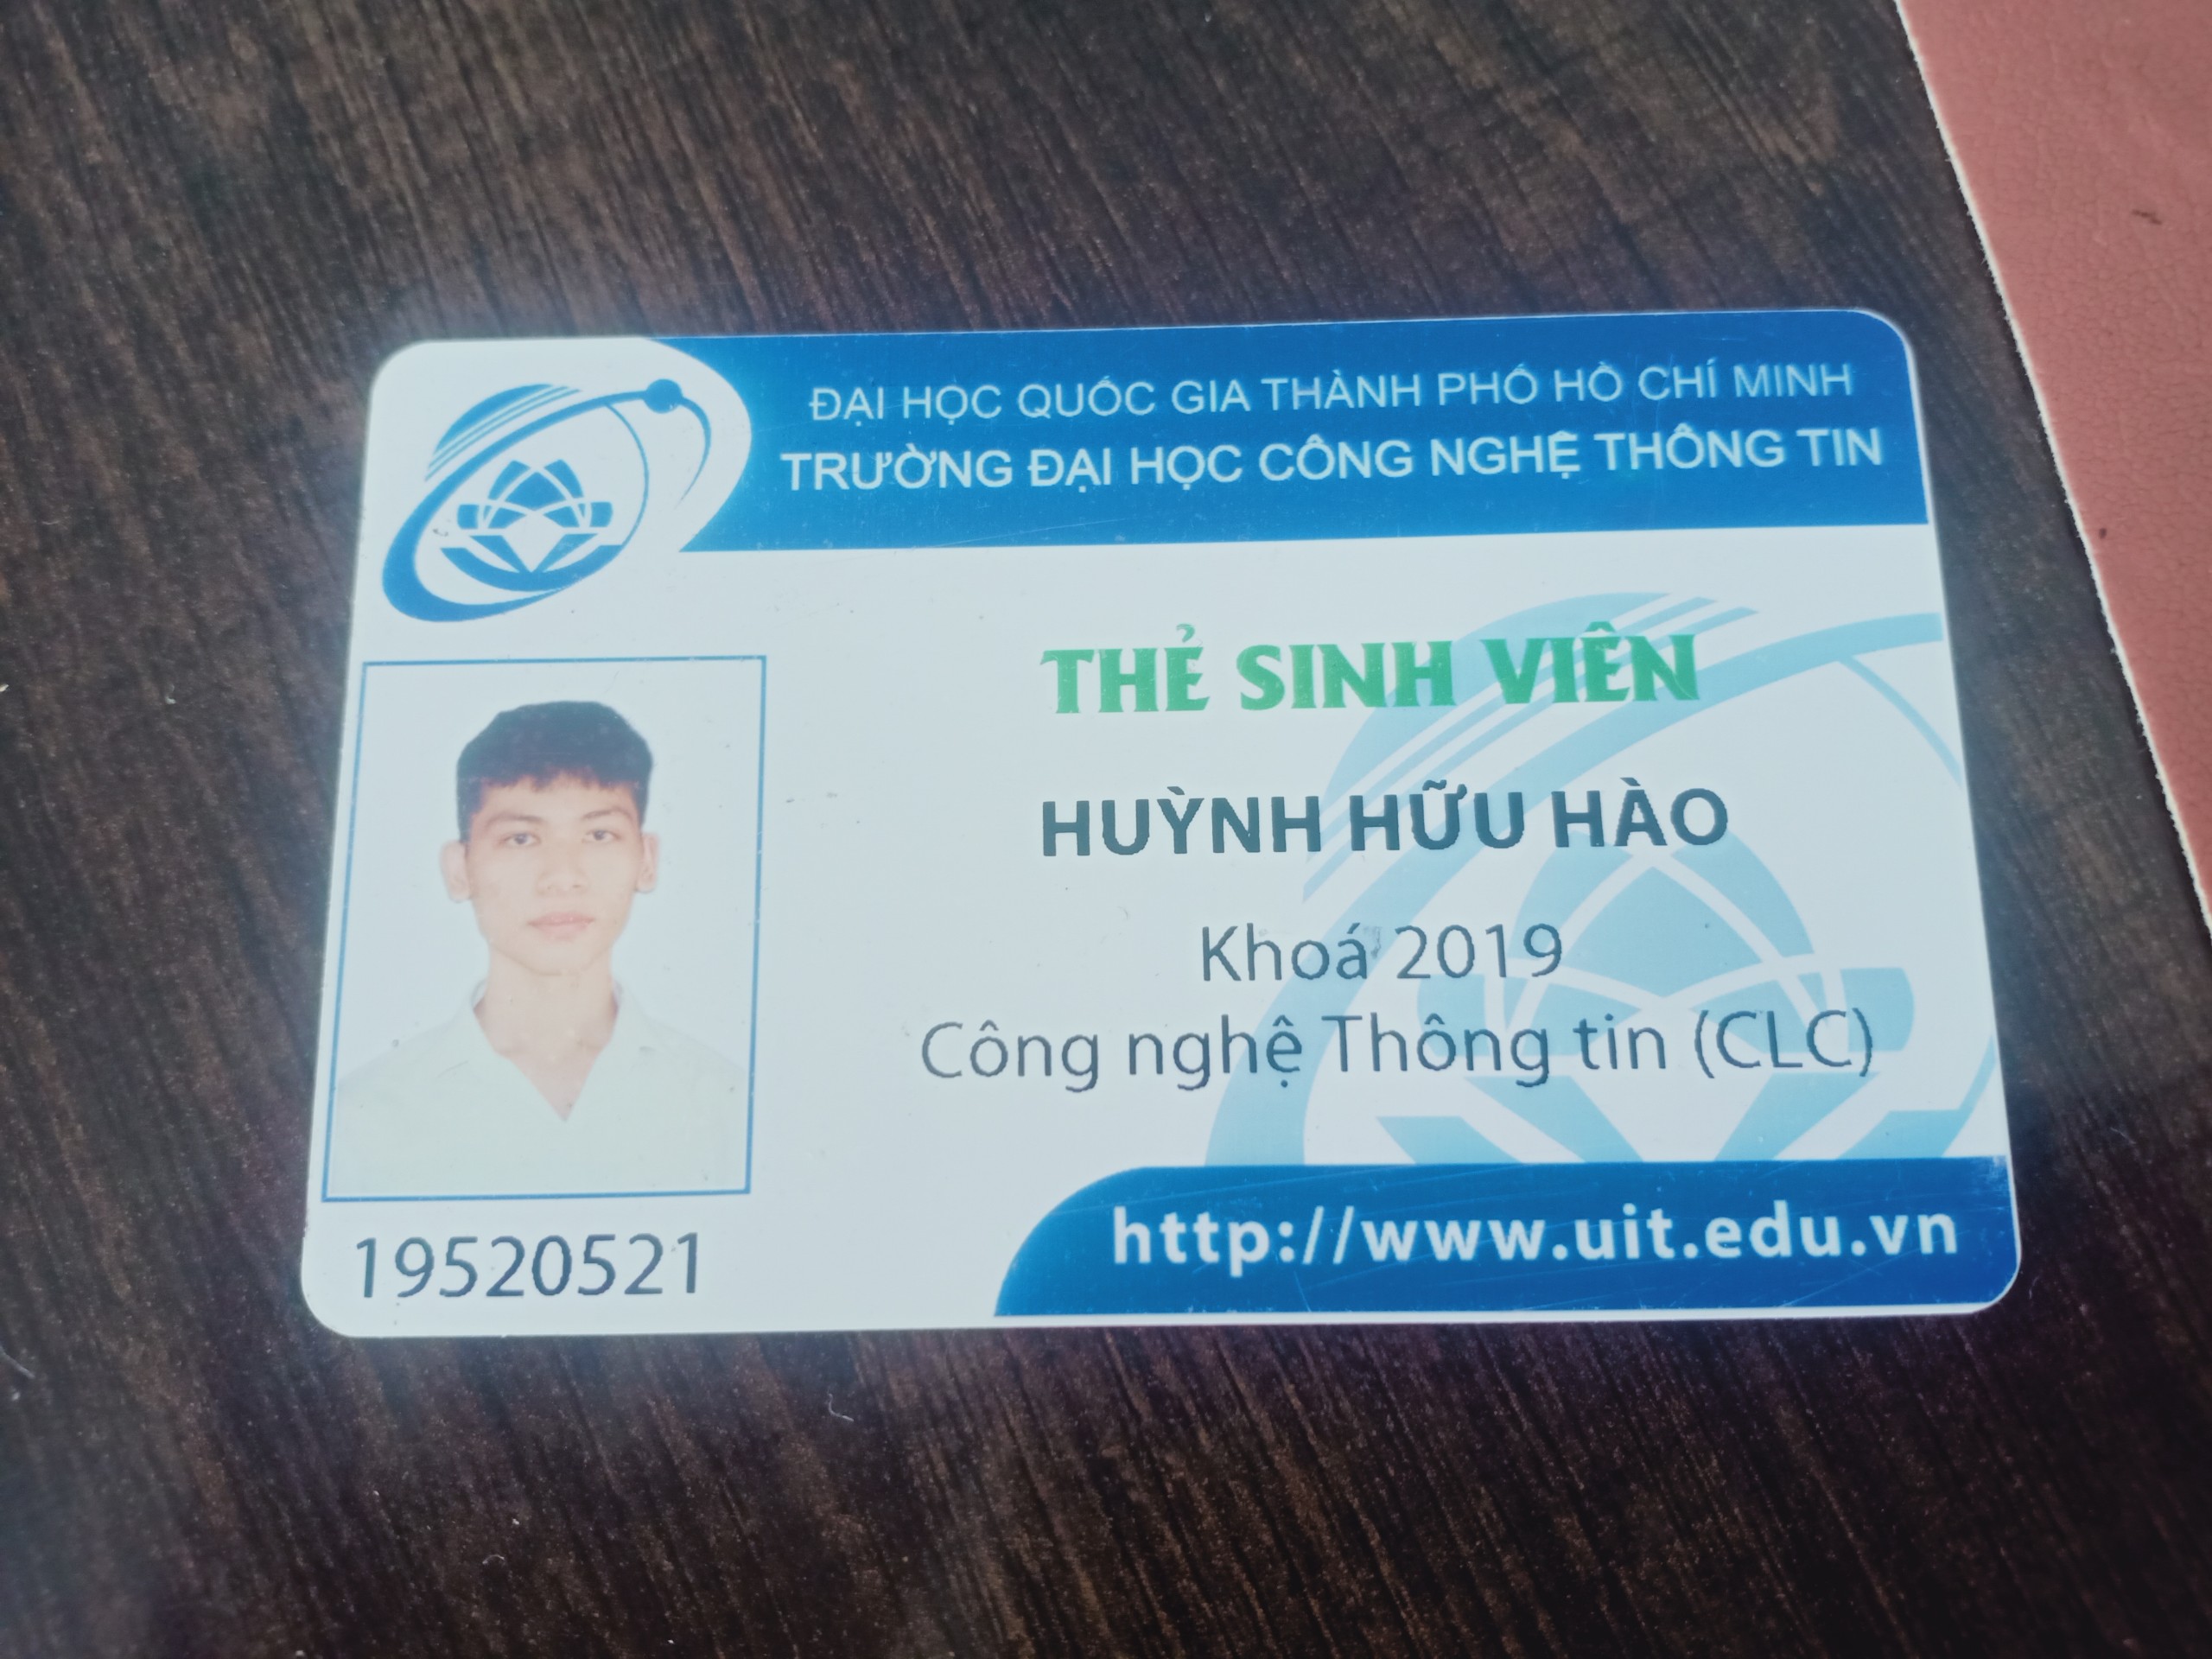 ĐẠI HỌC QUỐC GIA THÀNH PHỐ HỒ CHÍ MINH
TRƯỜNG ĐẠI HỌC CÔNG NGHỆ THÔNG TIN
THẺ SINH VIÊN
HUỲNH HỮU HÀO
Khoá 2019
Công nghệ Thông tin (CLC)
19520521
http://www.uit.edu.vn